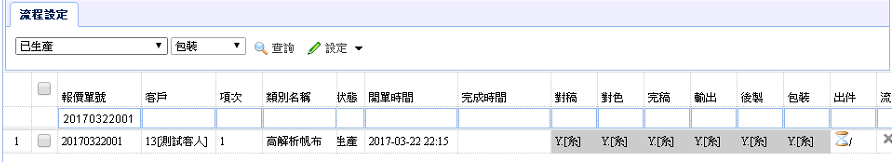 流程設定
已生產 包裝 查詢 設定
報價單號 客戶 項次 類別名稱 狀態 開單時間 完成時間 對稿 對色 完稿 輸出 後製 包裝 出件 流
20170322001
1 20170322001 13[測試客人] 1 高解析帆布 生產 2017-03-22 22:15 Y.[系] Y.[系] Y.[系] Y.[系] Y.[系] Y.[系] /